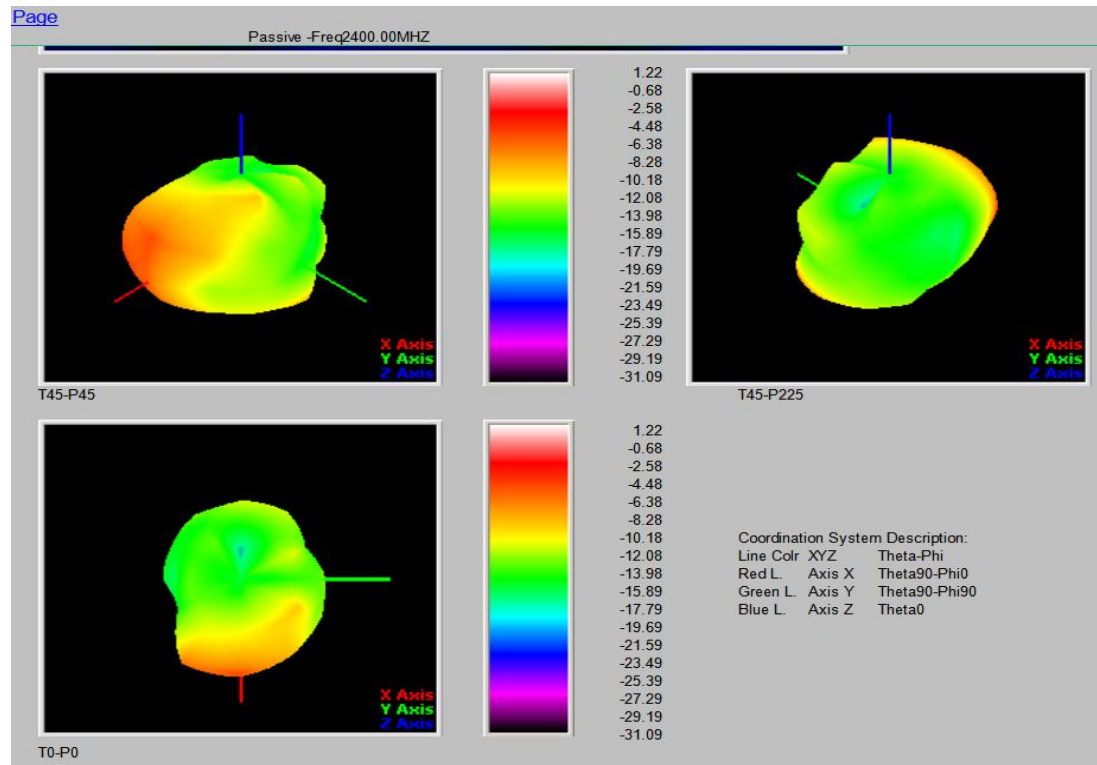 Page
Passive -Freq2400.00MHZ
1.22
-0.68
-2.58
-4.48
-6.38
-8.28
-10.18
-12.08
-13.98
-15.89
-17.79
-19.69
-21.59
-23.49
-25.39
-27.29
-29.19
-31.09
X Axis
Y Axis
Z Axis
X Axis
Y Axis
Z Axis
T45-P45
T45-P225
1.22
-0.68
-2.58
-4.48
-6.38
-8.28
-10.18
-12.08
-13.98
-15.89
-17.79
-19.69
-21.59
-23.49
-25.39
-27.29
-29.19
-31.09
X Axis
Y Axis
Z Axis
Coordination System Description:
Line Colr XYZ Theta-Phi
Red L. Axis X Theta90-Phi0
Green L. Axis Y Theta90-Phi90
Blue L. Axis Z Theta0
T0-P0